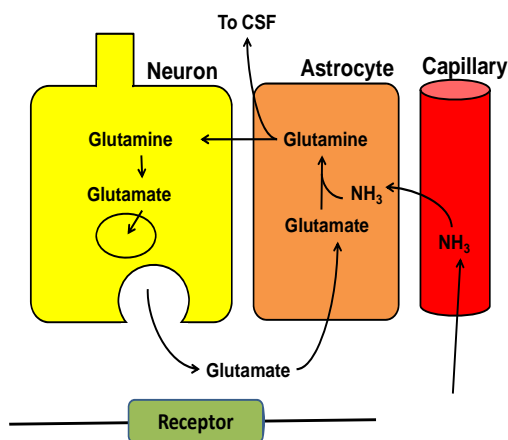 To CSF
Neuron
Astrocyte
Capillary
Glutamine
Glutamine
Glutamate
NH₃
Glutamate
NH₃
Glutamate
Receptor